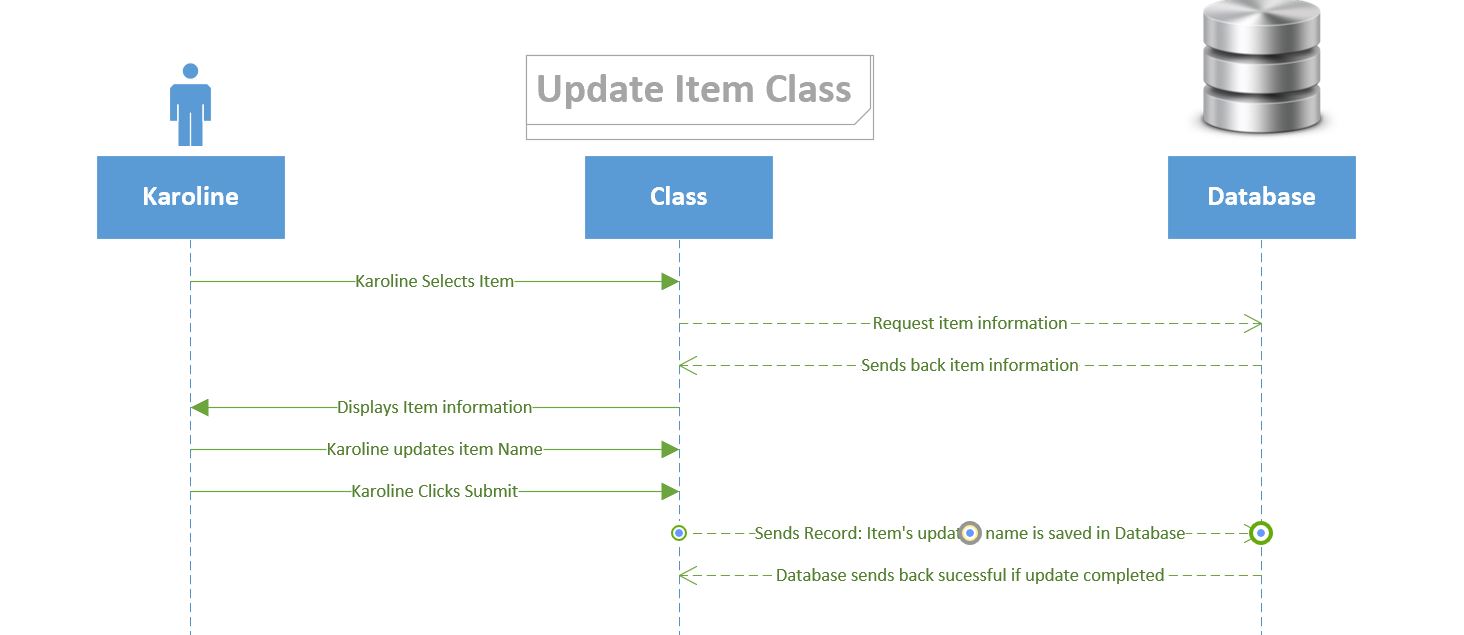 Update Item Class
Karoline
Class
Database
Karoline Selects Item
Request item information
Sends back item information
Displays Item information
Karoline updates item Name
Karoline Clicks Submit
Sends Record: Item's updat name is saved in Database
Database sends back sucessful if update completed